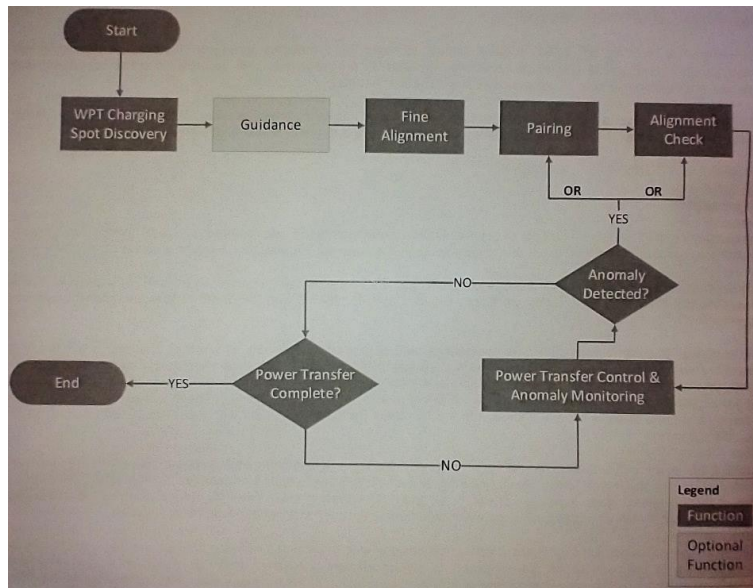 Start
WPT Charging
Spot Discovery
Guidance
Fine
Alignment
Pairing
Alignment
Check
OR
OR
YES
Anomaly
Detected?
NO
Power Transfer
Complete?
YES
End
Power Transfer Control &
Anomaly Monitoring
NO
Legend
Function
Optional
Function